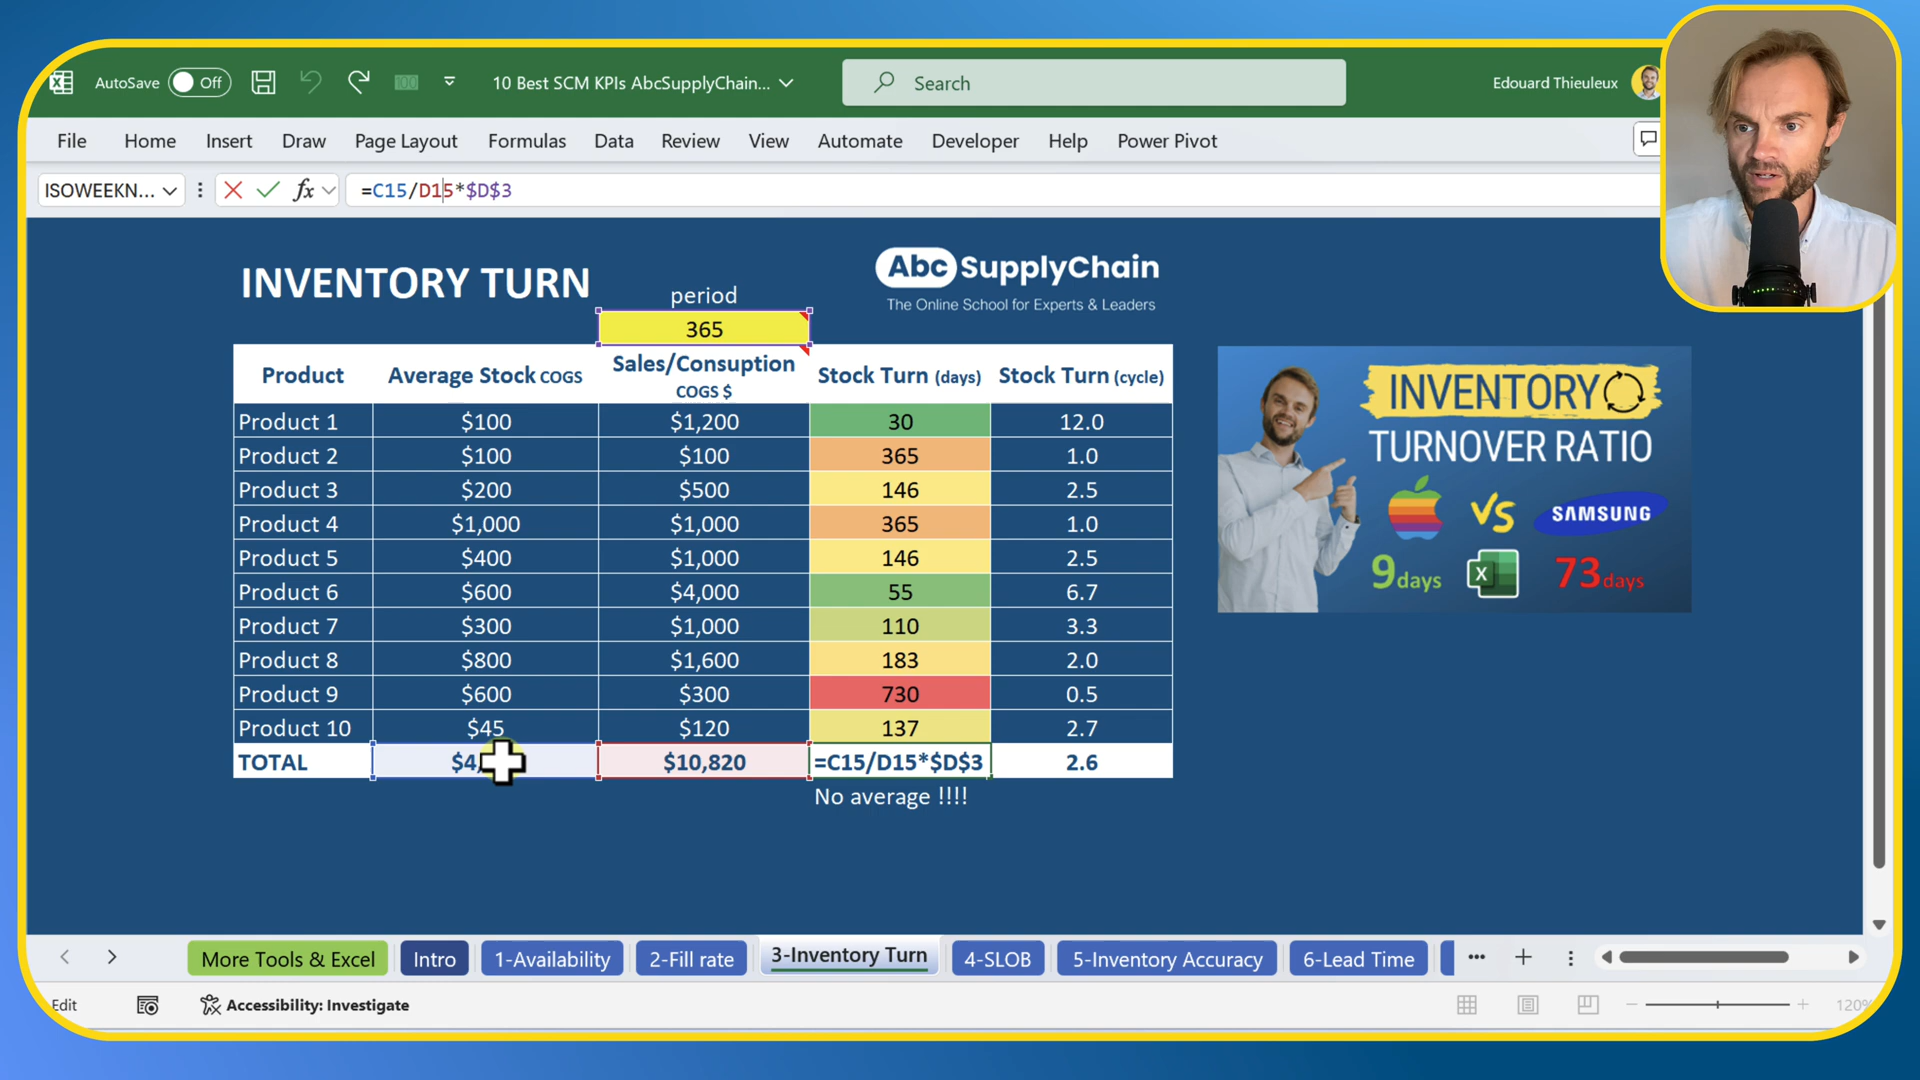 AutoSave Off 10 Best SCM KPIs AbcSupplyChain... Search Edouard Thieuleux
File Home Insert Draw Page Layout Formulas Data Review View Automate Developer Help Power Pivot
ISOWEEKN... fx =C15/D15*$D$3
INVENTORY TURN
period
365
Abc SupplyChain
The Online School for Experts & Leaders
Product Average Stock COGS Sales/Consuption COGS $ Stock Turn (days) Stock Turn (cycle)
Product 1 $100 $1,200 30 12.0
Product 2 $100 $100 365 1.0
Product 3 $200 $500 146 2.5
Product 4 $1,000 $1,000 365 1.0
Product 5 $400 $1,000 146 2.5
Product 6 $600 $4,000 55 6.7
Product 7 $300 $1,000 110 3.3
Product 8 $800 $1,600 183 2.0
Product 9 $600 $300 730 0.5
Product 10 $45 $120 137 2.7
TOTAL $10,820 =C15/D15*$D$3 2.6
No average !!!!
INVENTORY
TURNOVER RATIO
VS SAMSUNG
9days X 73days
More Tools & Excel Intro 1-Availability 2-Fill rate 3-Inventory Turn 4-SLOB 5-Inventory Accuracy 6-Lead Time
Edit Accessibility: Investigate 120%